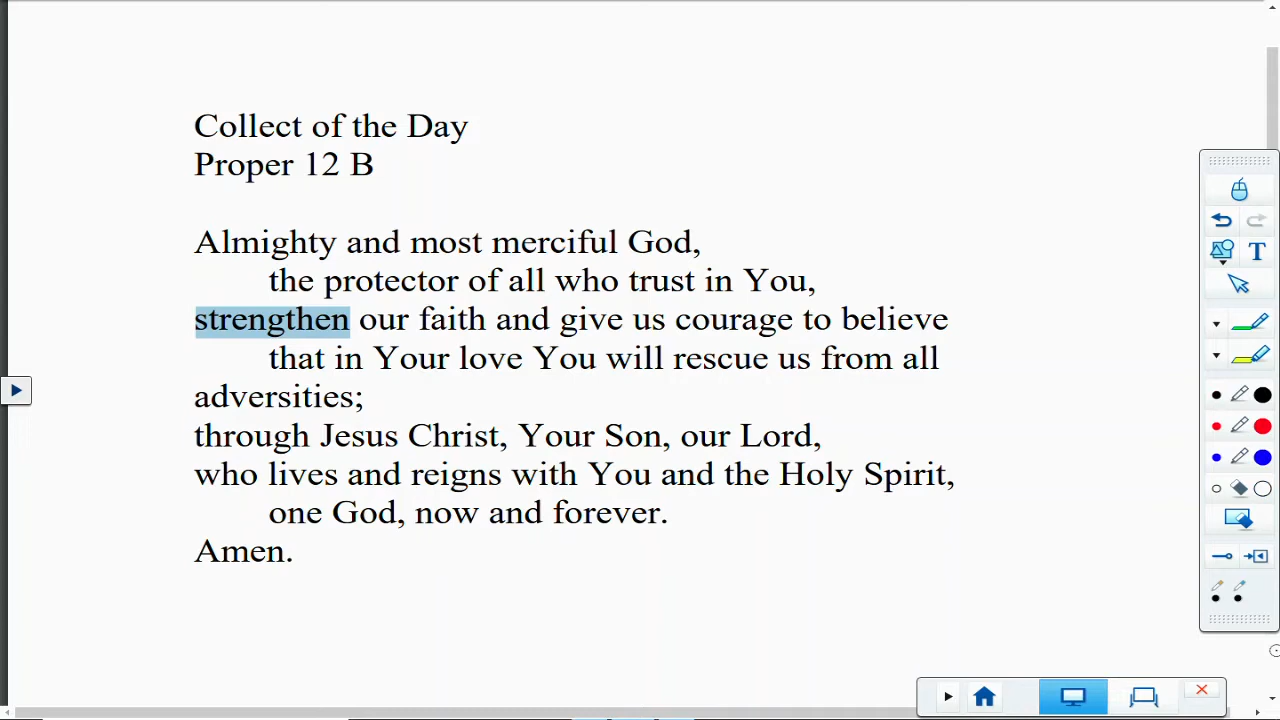 Collect of the Day
Proper 12 B
Almighty and most merciful God,
the protector of all who trust in You,
strengthen our faith and give us courage to believe
that in Your love You will rescue us from all
adversities;
through Jesus Christ, Your Son, our Lord,
who lives and reigns with You and the Holy Spirit,
one God, now and forever.
Amen.
T